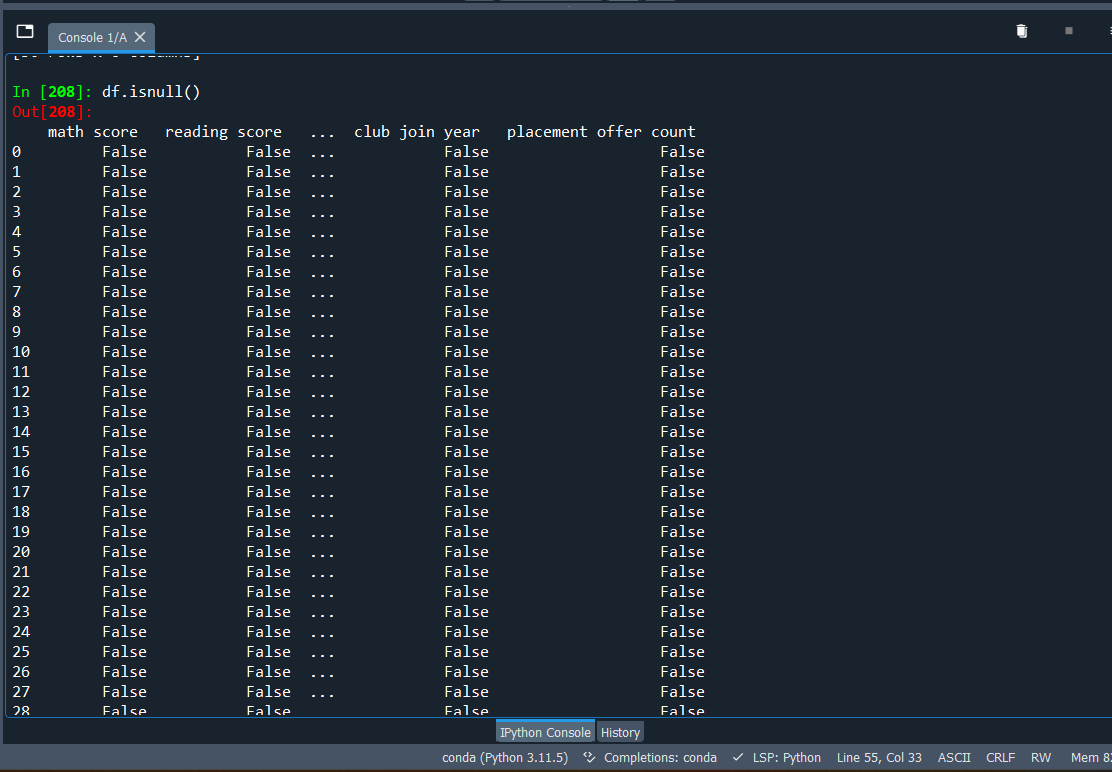 Console 1/A
In [208]: df.isnull()
Out[208]:
math score reading score ... club join year placement offer count
0 False False ... False False
1 False False ... False False
2 False False ... False False
3 False False ... False False
4 False False ... False False
5 False False ... False False
6 False False ... False False
7 False False ... False False
8 False False ... False False
9 False False ... False False
10 False False ... False False
11 False False ... False False
12 False False ... False False
13 False False ... False False
14 False False ... False False
15 False False ... False False
16 False False ... False False
17 False False ... False False
18 False False ... False False
19 False False ... False False
20 False False ... False False
21 False False ... False False
22 False False ... False False
23 False False ... False False
24 False False ... False False
25 False False ... False False
26 False False ... False False
27 False False ... False False
28 False False False False
IPython Console History
conda (Python 3.11.5) Completions: conda LSP: Python Line 55, Col 33 ASCII CRLF RW Mem